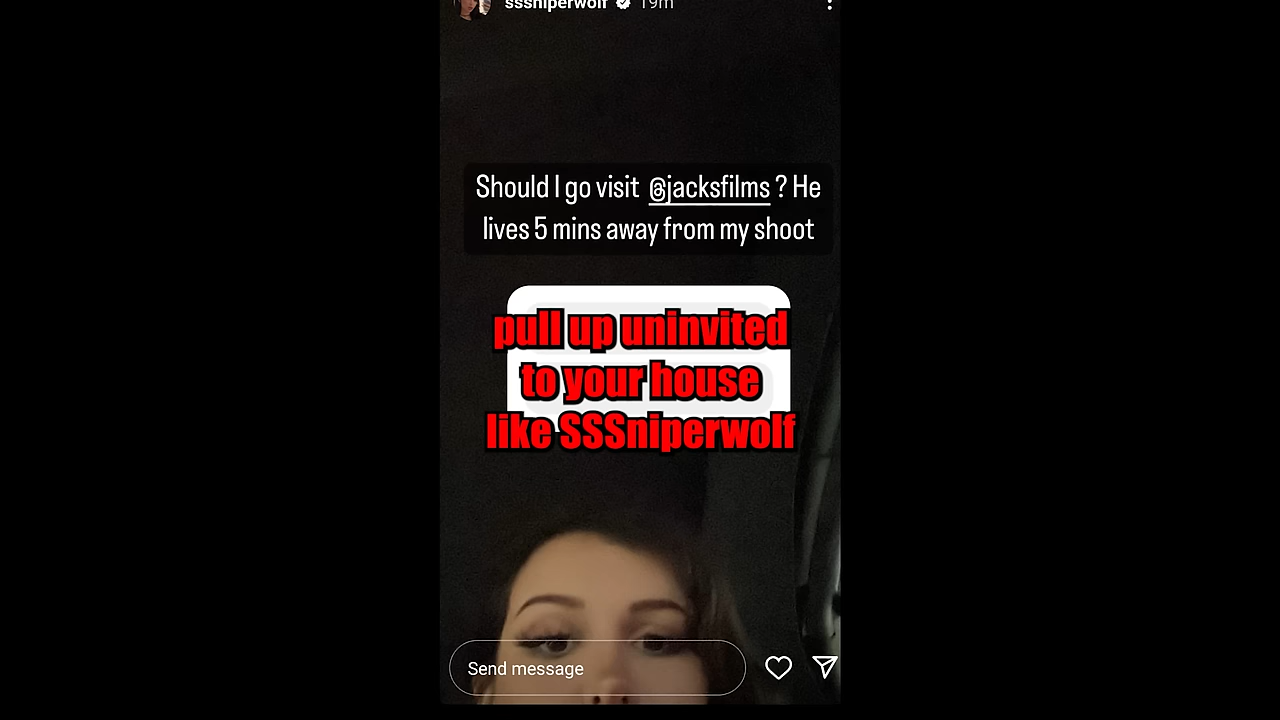 sssniperwolf 19m
Should I go visit @jacksfilms ? He
lives 5 mins away from my shoot
pull up uninvited
to your house
like SSSniperwolf
Send message